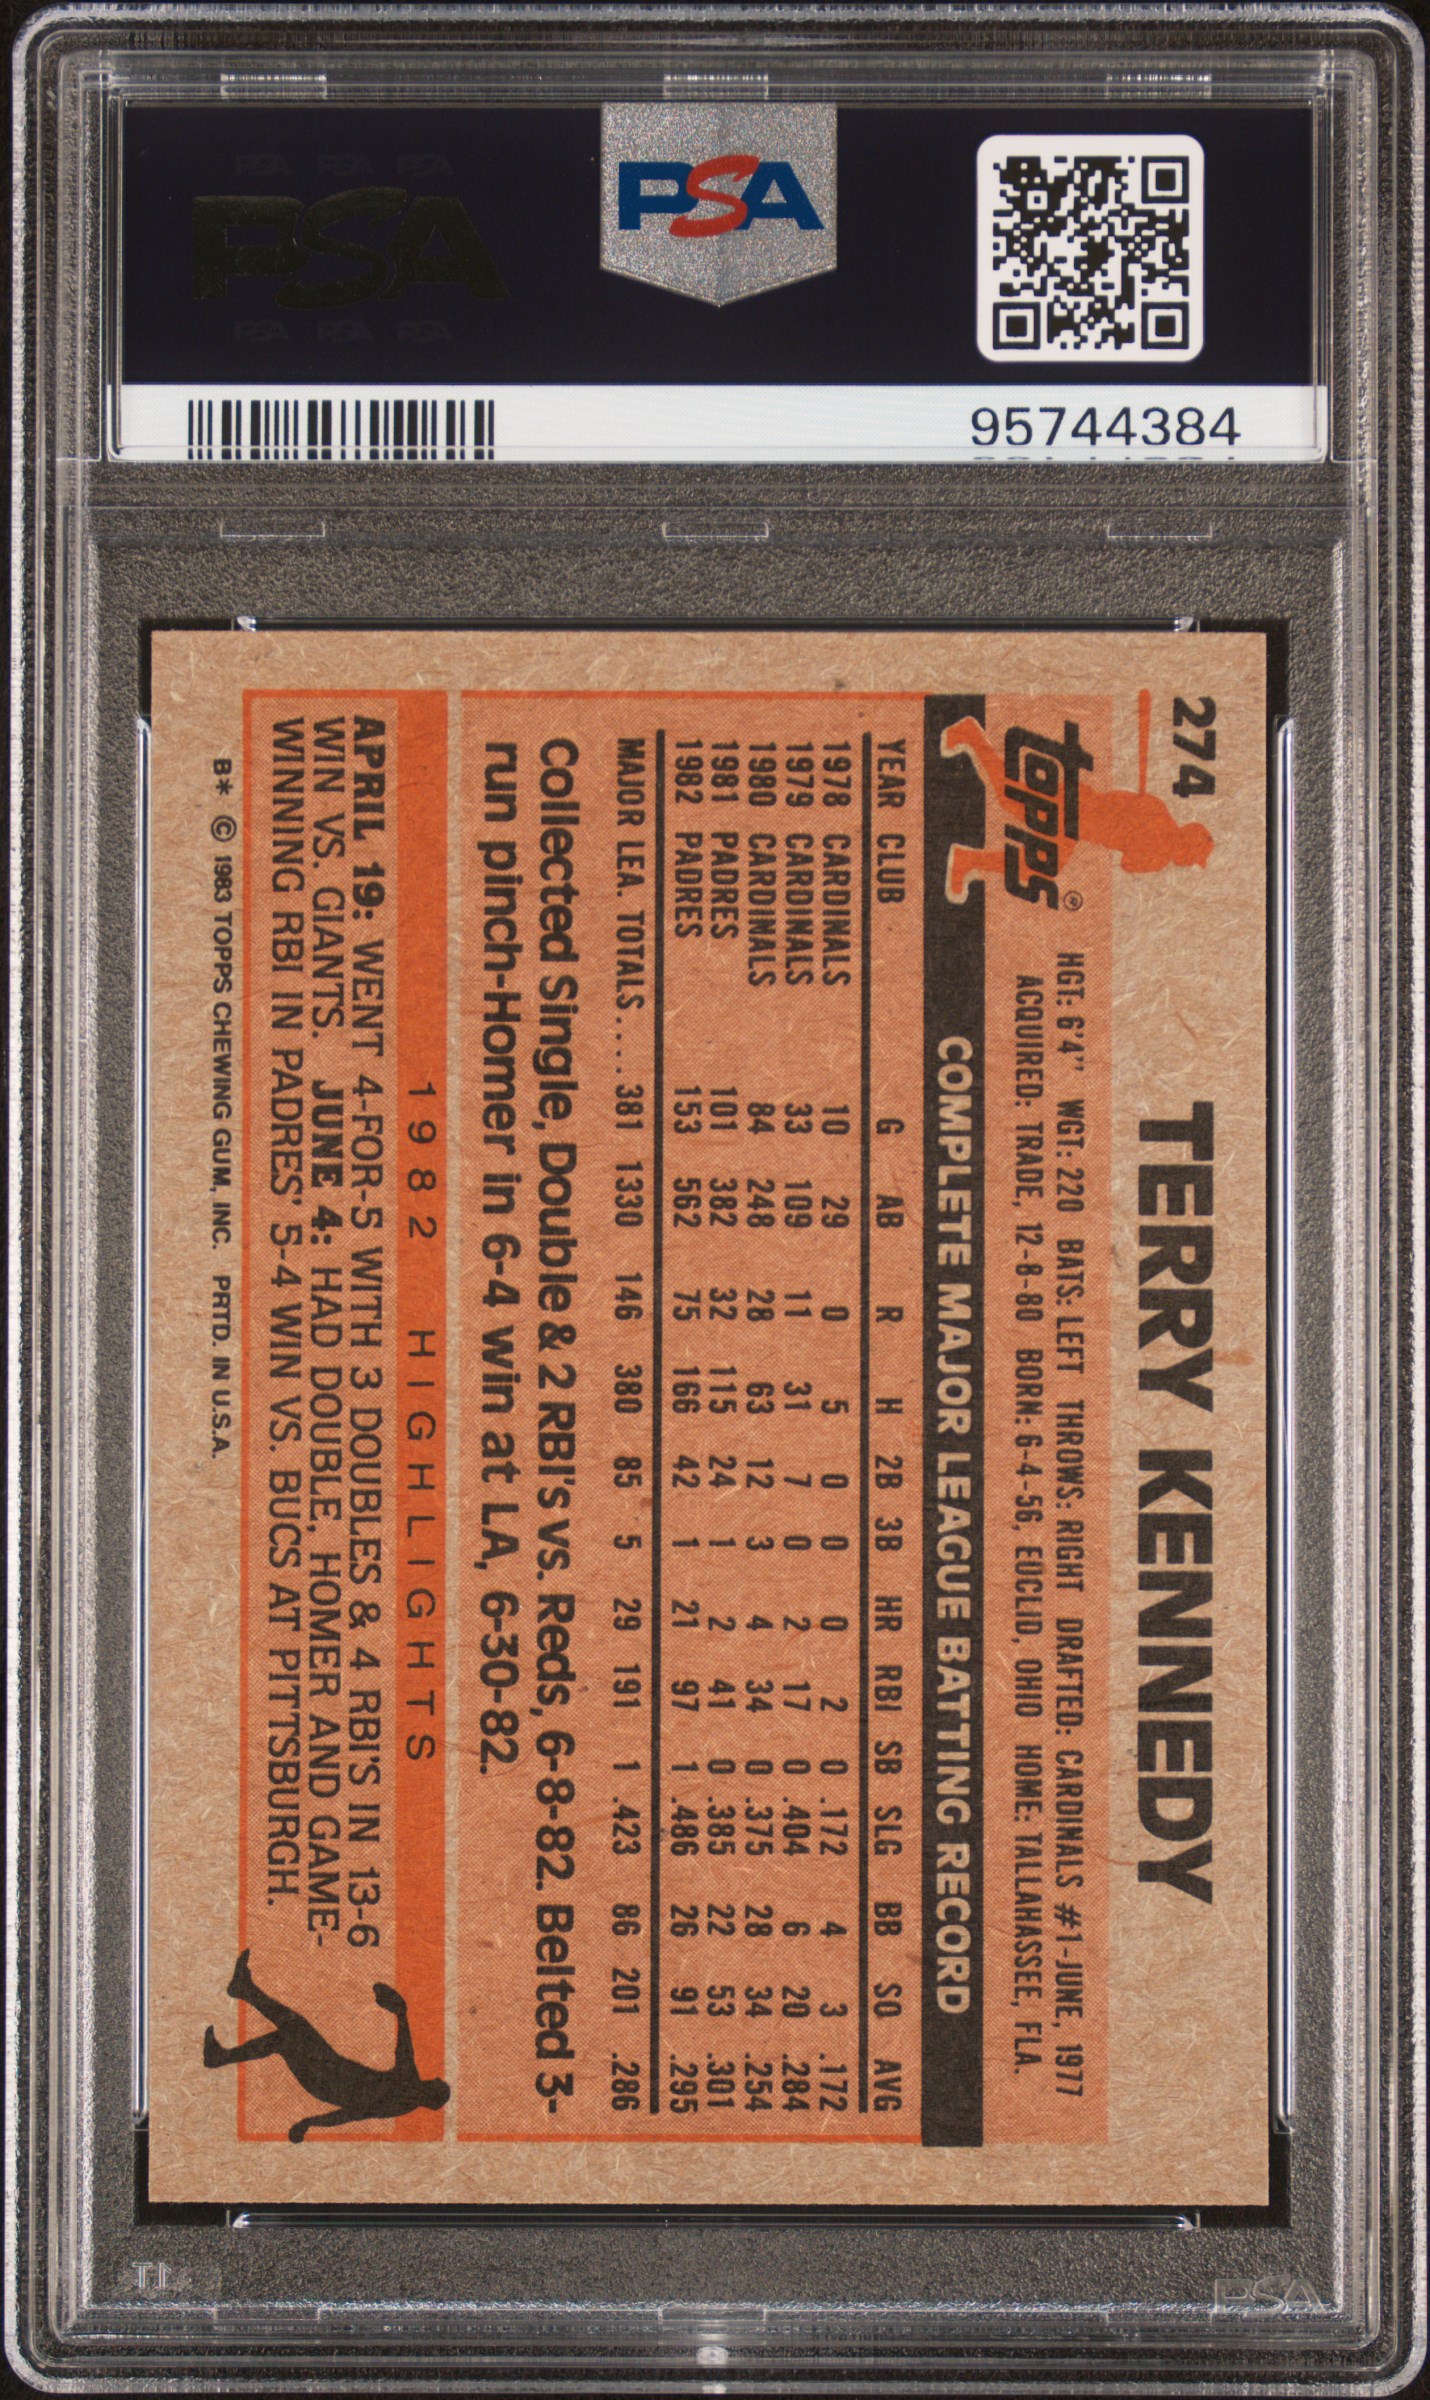 PSA PSA PSA
PSA
PSA PSA PSA
PSA
95744384
274
TERRY KENNEDY
topps®
HGT: 6'4" WGT: 220 BATS: LEFT THROWS: RIGHT DRAFTED: CARDINALS #1-JUNE, 1977
ACQUIRED: TRADE, 12-8-80 BORN: 6-4-56, EUCLID, OHIO HOME: TALLAHASSEE, FLA.
COMPLETE MAJOR LEAGUE BATTING RECORD
YEAR CLUB G AB R H 2B 3B HR RBI SB SLG BB SO AVG
1978 CARDINALS 10 29 0 5 0 0 0 2 0 .172 4 3 .172
1979 CARDINALS 33 109 11 31 7 0 2 17 0 .404 6 20 .284
1980 CARDINALS 84 248 28 63 12 3 4 34 0 .375 28 34 .254
1981 PADRES 101 382 32 115 24 1 2 41 0 .385 22 53 .301
1982 PADRES 153 562 75 166 42 1 21 97 1 .486 26 91 .295
MAJOR LEA. TOTALS.... 381 1330 146 380 85 5 29 191 1 .423 86 201 .286
Collected Single, Double & 2 RBI's vs. Reds, 6-8-82. Belted 3-
run pinch-Homer in 6-4 win at LA, 6-30-82.
1982 HIGHLIGHTS
APRIL 19: WENT 4-FOR-5 WITH 3 DOUBLES & 4 RBI'S IN 13-6
WIN VS. GIANTS. JUNE 4: HAD DOUBLE, HOMER AND GAME-
WINNING RBI IN PADRES' 5-4 WIN VS. BUCS AT PITTSBURGH.
B* © 1983 TOPPS CHEWING GUM, INC. PRTD. IN U.S.A.
PSA